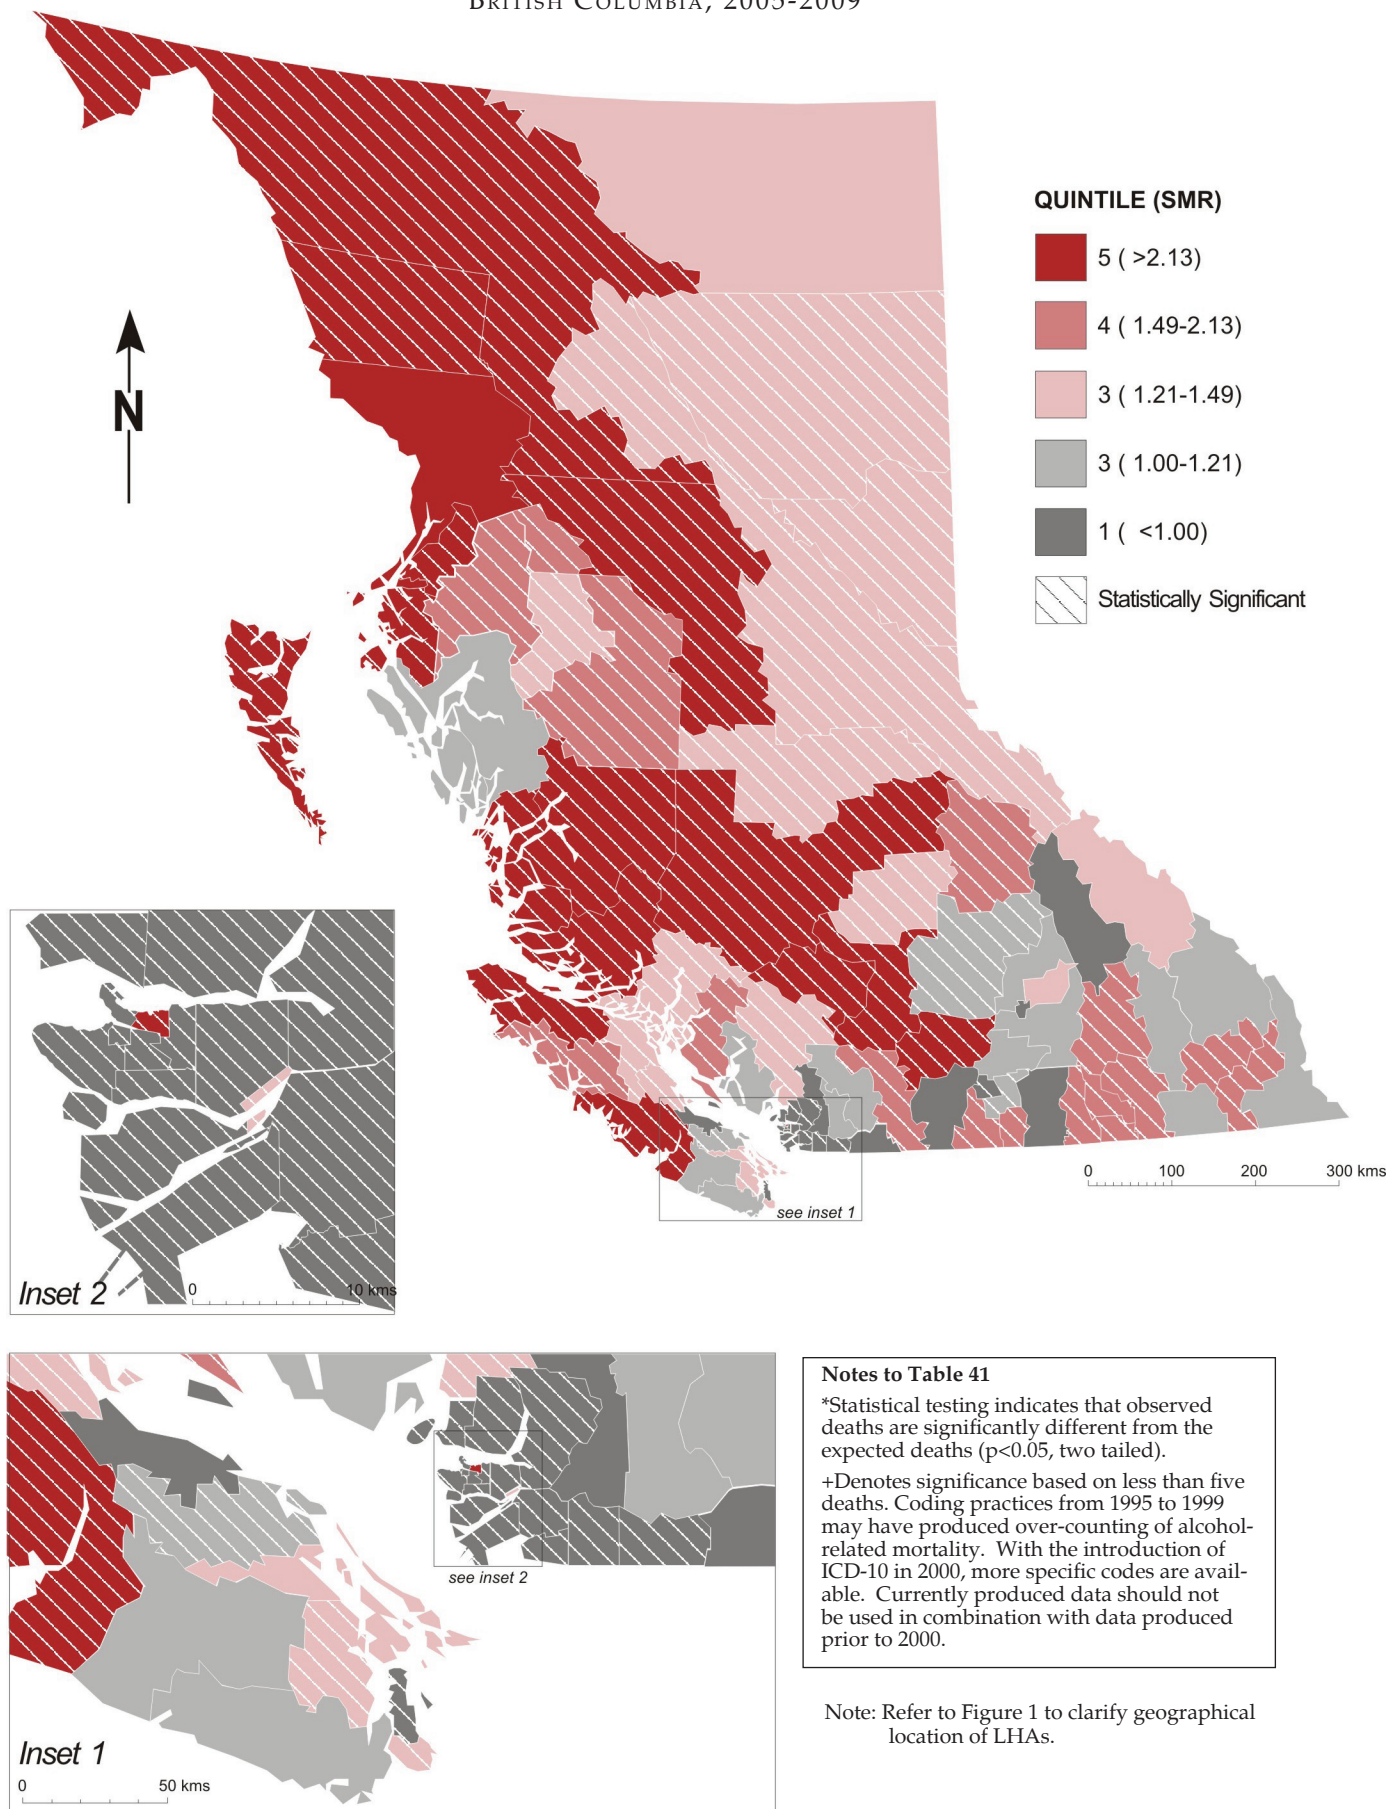 BRITISH COLUMBIA, 2005-2009
QUINTILE (SMR)
5 ( >2.13)
4 ( 1.49-2.13)
3 ( 1.21-1.49)
3 ( 1.00-1.21)
1 ( <1.00)
Statistically Significant
N
0 100 200 300 kms
see inset 1
Inset 2
0 10 kms
see inset 2
Inset 1
0 50 kms
Notes to Table 41
*Statistical testing indicates that observed
deaths are significantly different from the
expected deaths (p<0.05, two tailed).
+Denotes significance based on less than five
deaths. Coding practices from 1995 to 1999
may have produced over-counting of alcohol-
related mortality. With the introduction of
ICD-10 in 2000, more specific codes are avail-
able. Currently produced data should not
be used in combination with data produced
prior to 2000.
Note: Refer to Figure 1 to clarify geographical
location of LHAs.